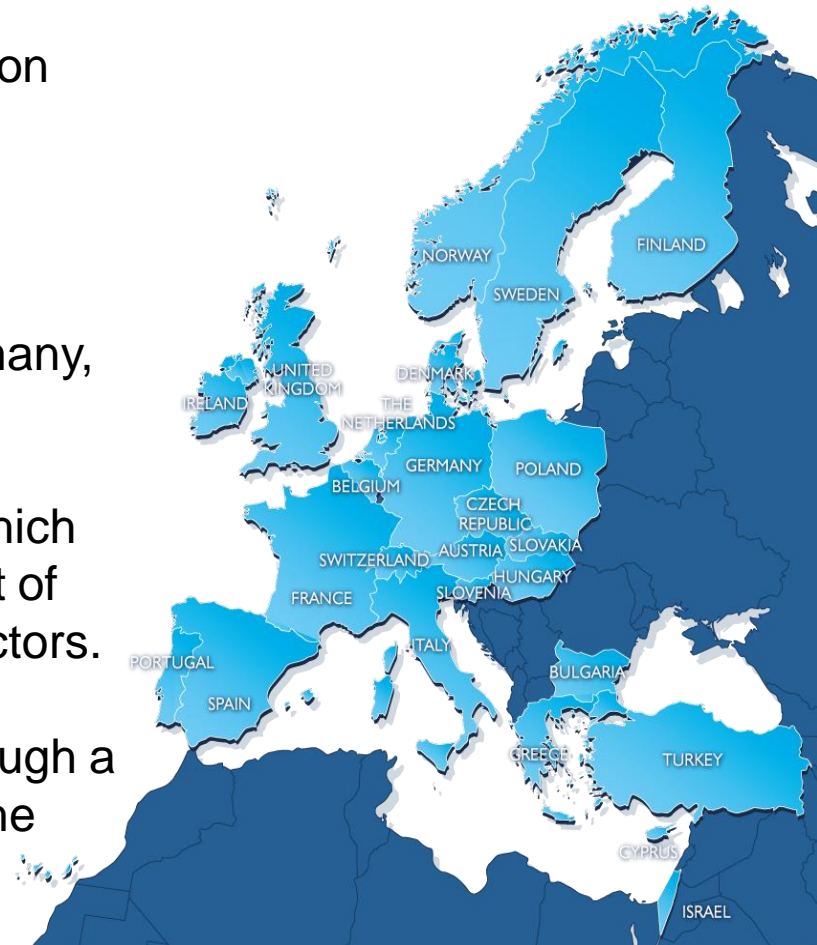 on
many,
hich
t of
ctors.
ough a
ne
NORWAY
FINLAND
SWEDEN
UNITED
KINGDOM
DENMARK
IRELAND
THE
NETHERLANDS
GERMANY
POLAND
BELGIUM
CZECH
REPUBLIC
SWITZERLAND
AUSTRIA
SLOVAKIA
HUNGARY
SLOVENIA
FRANCE
ITALY
PORTUGAL
BULGARIA
SPAIN
GREECE
TURKEY
CYPRUS
ISRAEL